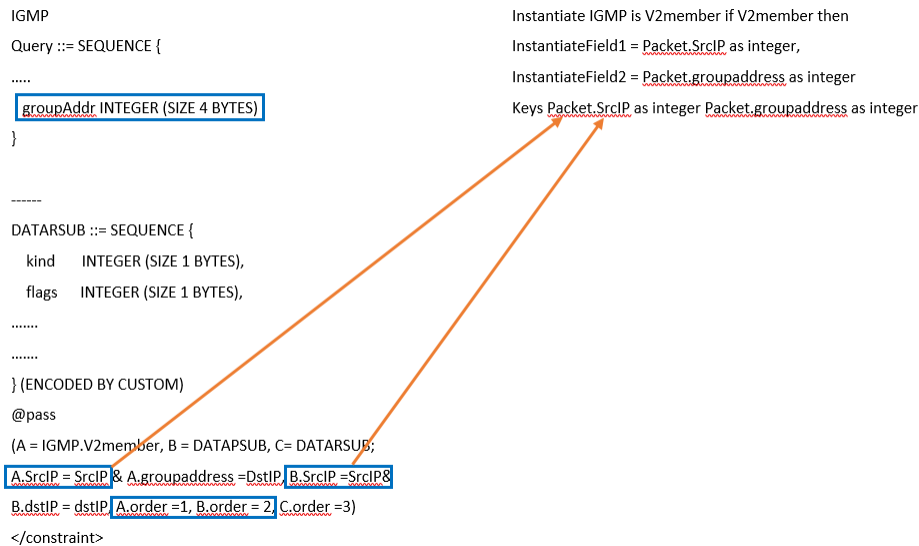 IGMP
Query ::= SEQUENCE {
.....
groupAddr INTEGER (SIZE 4 BYTES)
}
------
DATARSUB ::= SEQUENCE {
kind INTEGER (SIZE 1 BYTES),
flags INTEGER (SIZE 1 BYTES),
.......
.......
} (ENCODED BY CUSTOM)
@pass
(A = IGMP.V2member, B = DATAPSUB, C= DATARSUB;
A.SrcIP = SrcIP & A.groupaddress =DstIP, B.SrcIP =SrcIP&
B.dstIP = dstIP, A.order =1, B.order = 2, C.order =3)
</constraint>
Instantiate IGMP is V2member if V2member then
InstantiateField1 = Packet.SrcIP as integer,
InstantiateField2 = Packet.groupaddress as integer
Keys Packet.SrcIP as integer Packet.groupaddress as integer